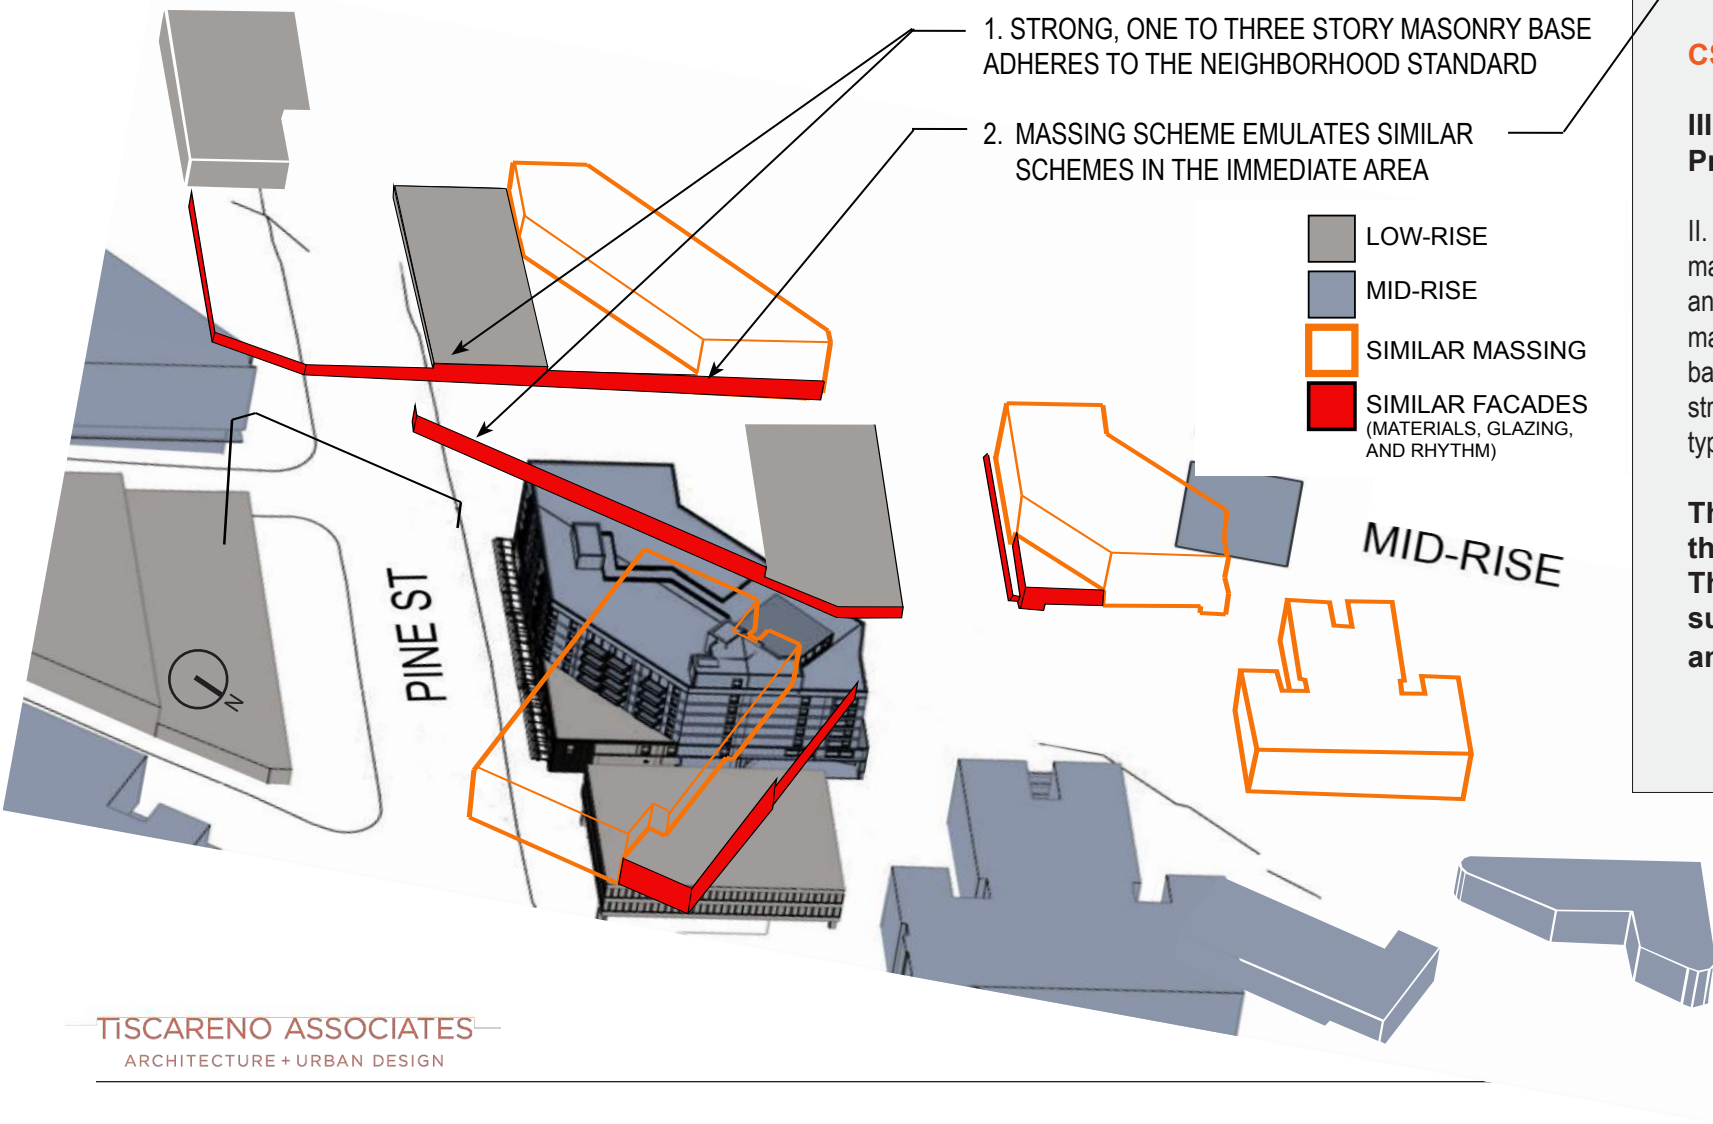 1. STRONG, ONE TO THREE STORY MASONRY BASE
ADHERES TO THE NEIGHBORHOOD STANDARD
2. MASSING SCHEME EMULATES SIMILAR
SCHEMES IN THE IMMEDIATE AREA
LOW-RISE
MID-RISE
SIMILAR MASSING
SIMILAR FACADES
(MATERIALS, GLAZING,
AND RHYTHM)
MID-RISE
PINE ST
N
TISCARENO ASSOCIATES
ARCHITECTURE + URBAN DESIGN
II.